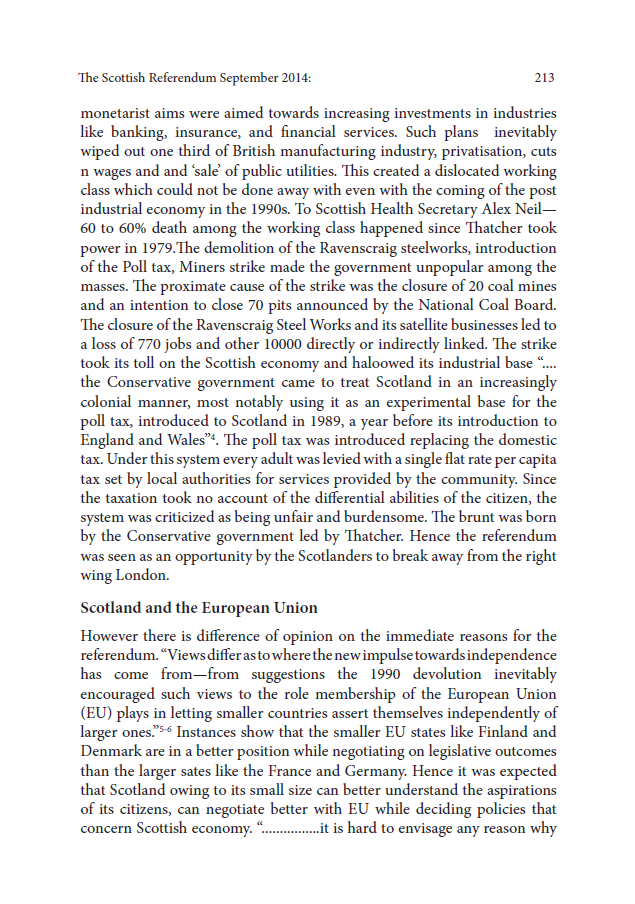 The Scottish Referendum September 2014: 213
monetarist aims were aimed towards increasing investments in industries
like banking, insurance, and financial services. Such plans inevitably
wiped out one third of British manufacturing industry, privatisation, cuts
n wages and and ‘sale’ of public utilities. This created a dislocated working
class which could not be done away with even with the coming of the post
industrial economy in the 1990s. To Scottish Health Secretary Alex Neil—
60 to 60% death among the working class happened since Thatcher took
power in 1979.The demolition of the Ravenscraig steelworks, introduction
of the Poll tax, Miners strike made the government unpopular among the
masses. The proximate cause of the strike was the closure of 20 coal mines
and an intention to close 70 pits announced by the National Coal Board.
The closure of the Ravenscraig Steel Works and its satellite businesses led to
a loss of 770 jobs and other 10000 directly or indirectly linked. The strike
took its toll on the Scottish economy and haloowed its industrial base “....
the Conservative government came to treat Scotland in an increasingly
colonial manner, most notably using it as an experimental base for the
poll tax, introduced to Scotland in 1989, a year before its introduction to
England and Wales”4. The poll tax was introduced replacing the domestic
tax. Under this system every adult was levied with a single flat rate per capita
tax set by local authorities for services provided by the community. Since
the taxation took no account of the differential abilities of the citizen, the
system was criticized as being unfair and burdensome. The brunt was born
by the Conservative government led by Thatcher. Hence the referendum
was seen as an opportunity by the Scotlanders to break away from the right
wing London.
Scotland and the European Union
However there is difference of opinion on the immediate reasons for the
referendum. “Views differ as to where the new impulse towards independence
has come from—from suggestions the 1990 devolution inevitably
encouraged such views to the role membership of the European Union
(EU) plays in letting smaller countries assert themselves independently of
larger ones.”5-6 Instances show that the smaller EU states like Finland and
Denmark are in a better position while negotiating on legislative outcomes
than the larger sates like the France and Germany. Hence it was expected
that Scotland owing to its small size can better understand the aspirations
of its citizens, can negotiate better with EU while deciding policies that
concern Scottish economy. “................it is hard to envisage any reason why